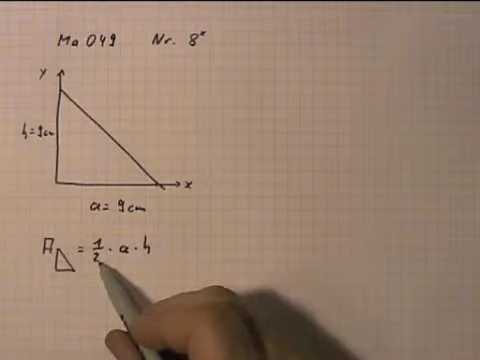 Ma 049 Nr. 8*
y
h=9cm
x
a=9cm
A = 1/2 · a · h